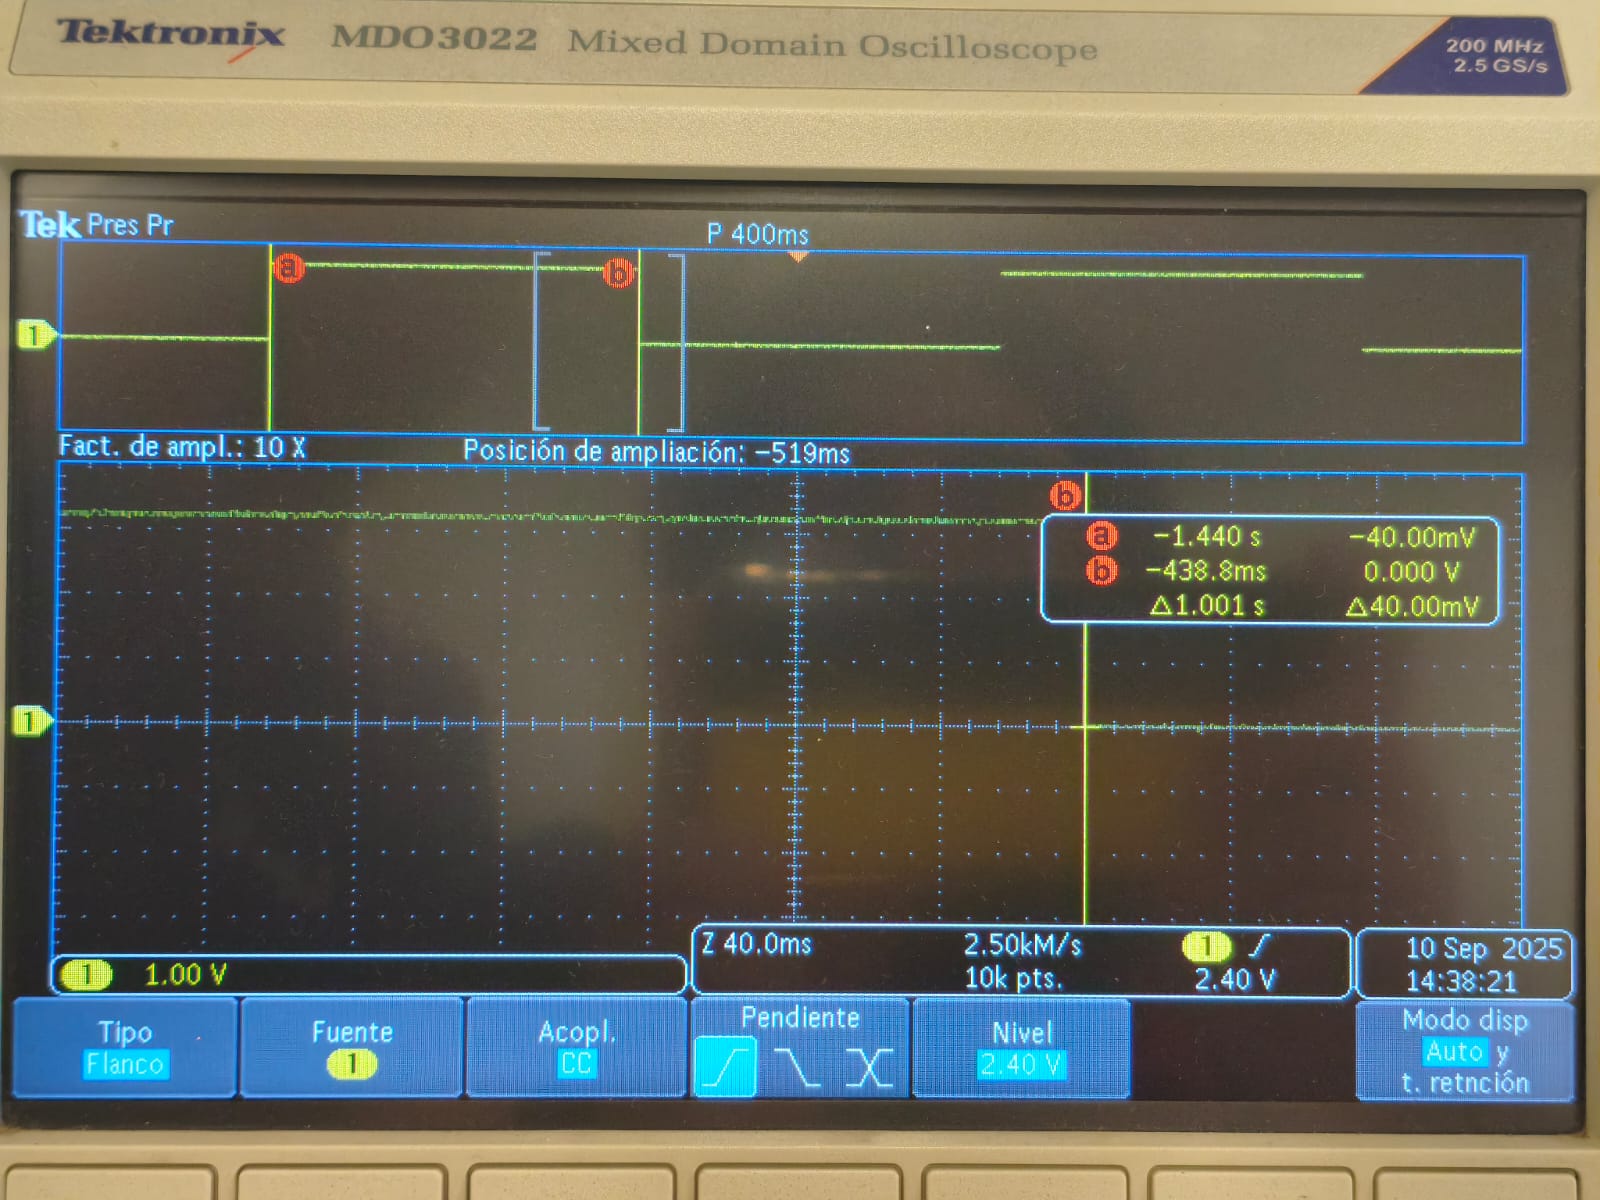 Tektronix MDO3022 Mixed Domain Oscilloscope
200 MHz
2.5 GS/s
Tek Pres Pr
P 400ms
a
b
1
Fact. de ampl.: 10 X
Posición de ampliación: -519ms
b
a -1.440 s -40.00mV
b -438.8ms 0.000 V
Δ1.001 s Δ40.00mV
1
1 1.00 V
Z 40.0ms 2.50kM/s 1
10k pts. 2.40 V
10 Sep 2025
14:38:21
Tipo
Flanco
Fuente
1
Acopl.
CC
Pendiente
Nivel
2.40 V
Modo disp
Auto y
t. retnción